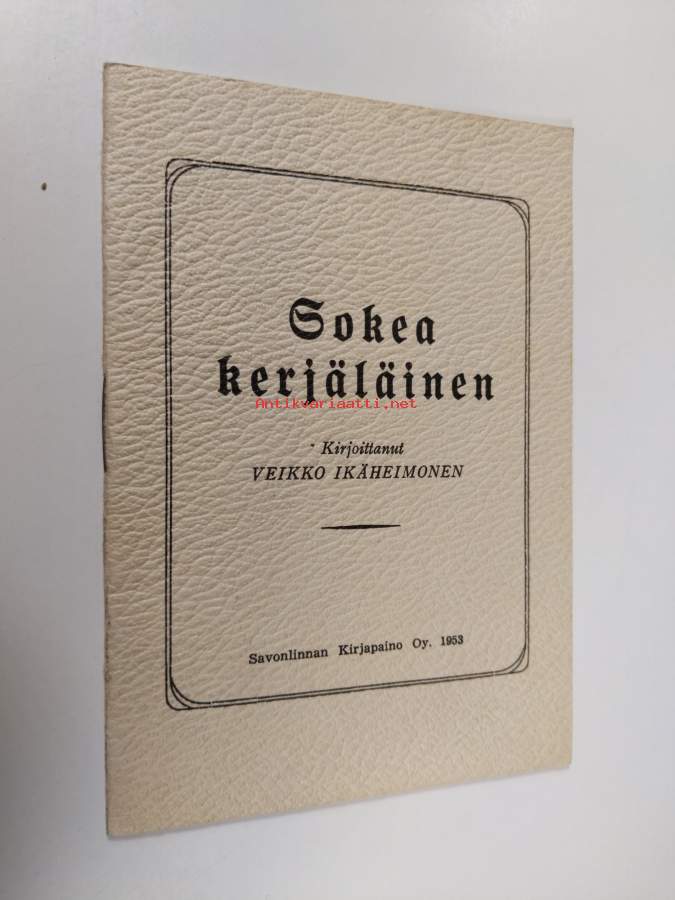 Sokea
kerjäläinen
Antikvariaatti.net
Kirjoittanut
VEIKKO IKÄHEIMONEN
Savonlinnan Kirjapaino Oy. 1953